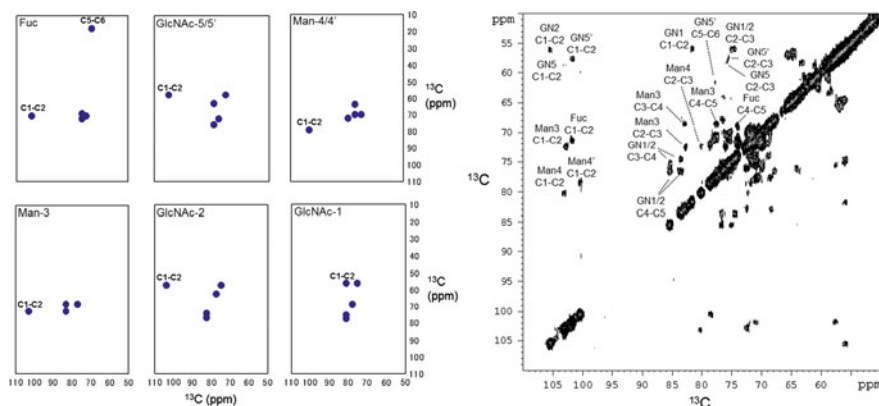 Fuc
C5-C6
C1-C2
GlcNAc-5/5'
C1-C2
Man-4/4'
C1-C2
10
20
30
40
50
60
70
80
90
100
110
13C
(ppm)
Man-3
C1-C2
GlcNAc-2
C1-C2
GlcNAc-1
C1-C2
10
20
30
40
50
60
70
80
90
100
110
13C
(ppm)
110 100 90 80 70 60 50
110 100 90 80 70 60 50
110 100 90 80 70 60 50
13C (ppm)
ppm
55
60
65
70
75
80
85
90
95
100
105
13C
GN2
C1-C2
GN5'
C1-C2
GN5
C1-C2
GN1
C1-C2
GN5'
C5-C6
GN1/2
C2-C3
GN5'
C2-C3
GN5
C2-C3
Man4
C2-C3
Man3
C4-C5
Fuc
C4-C5
Man3
C3-C4
Man3
C2-C3
GN1/2
C3-C4
Man3
C1-C2
Fuc
C1-C2
Man4
C1-C2
Man4'
C1-C2
GN1/2
C4-C5
105 100 95 90 85 80 75 70 65 60 ppm
13C